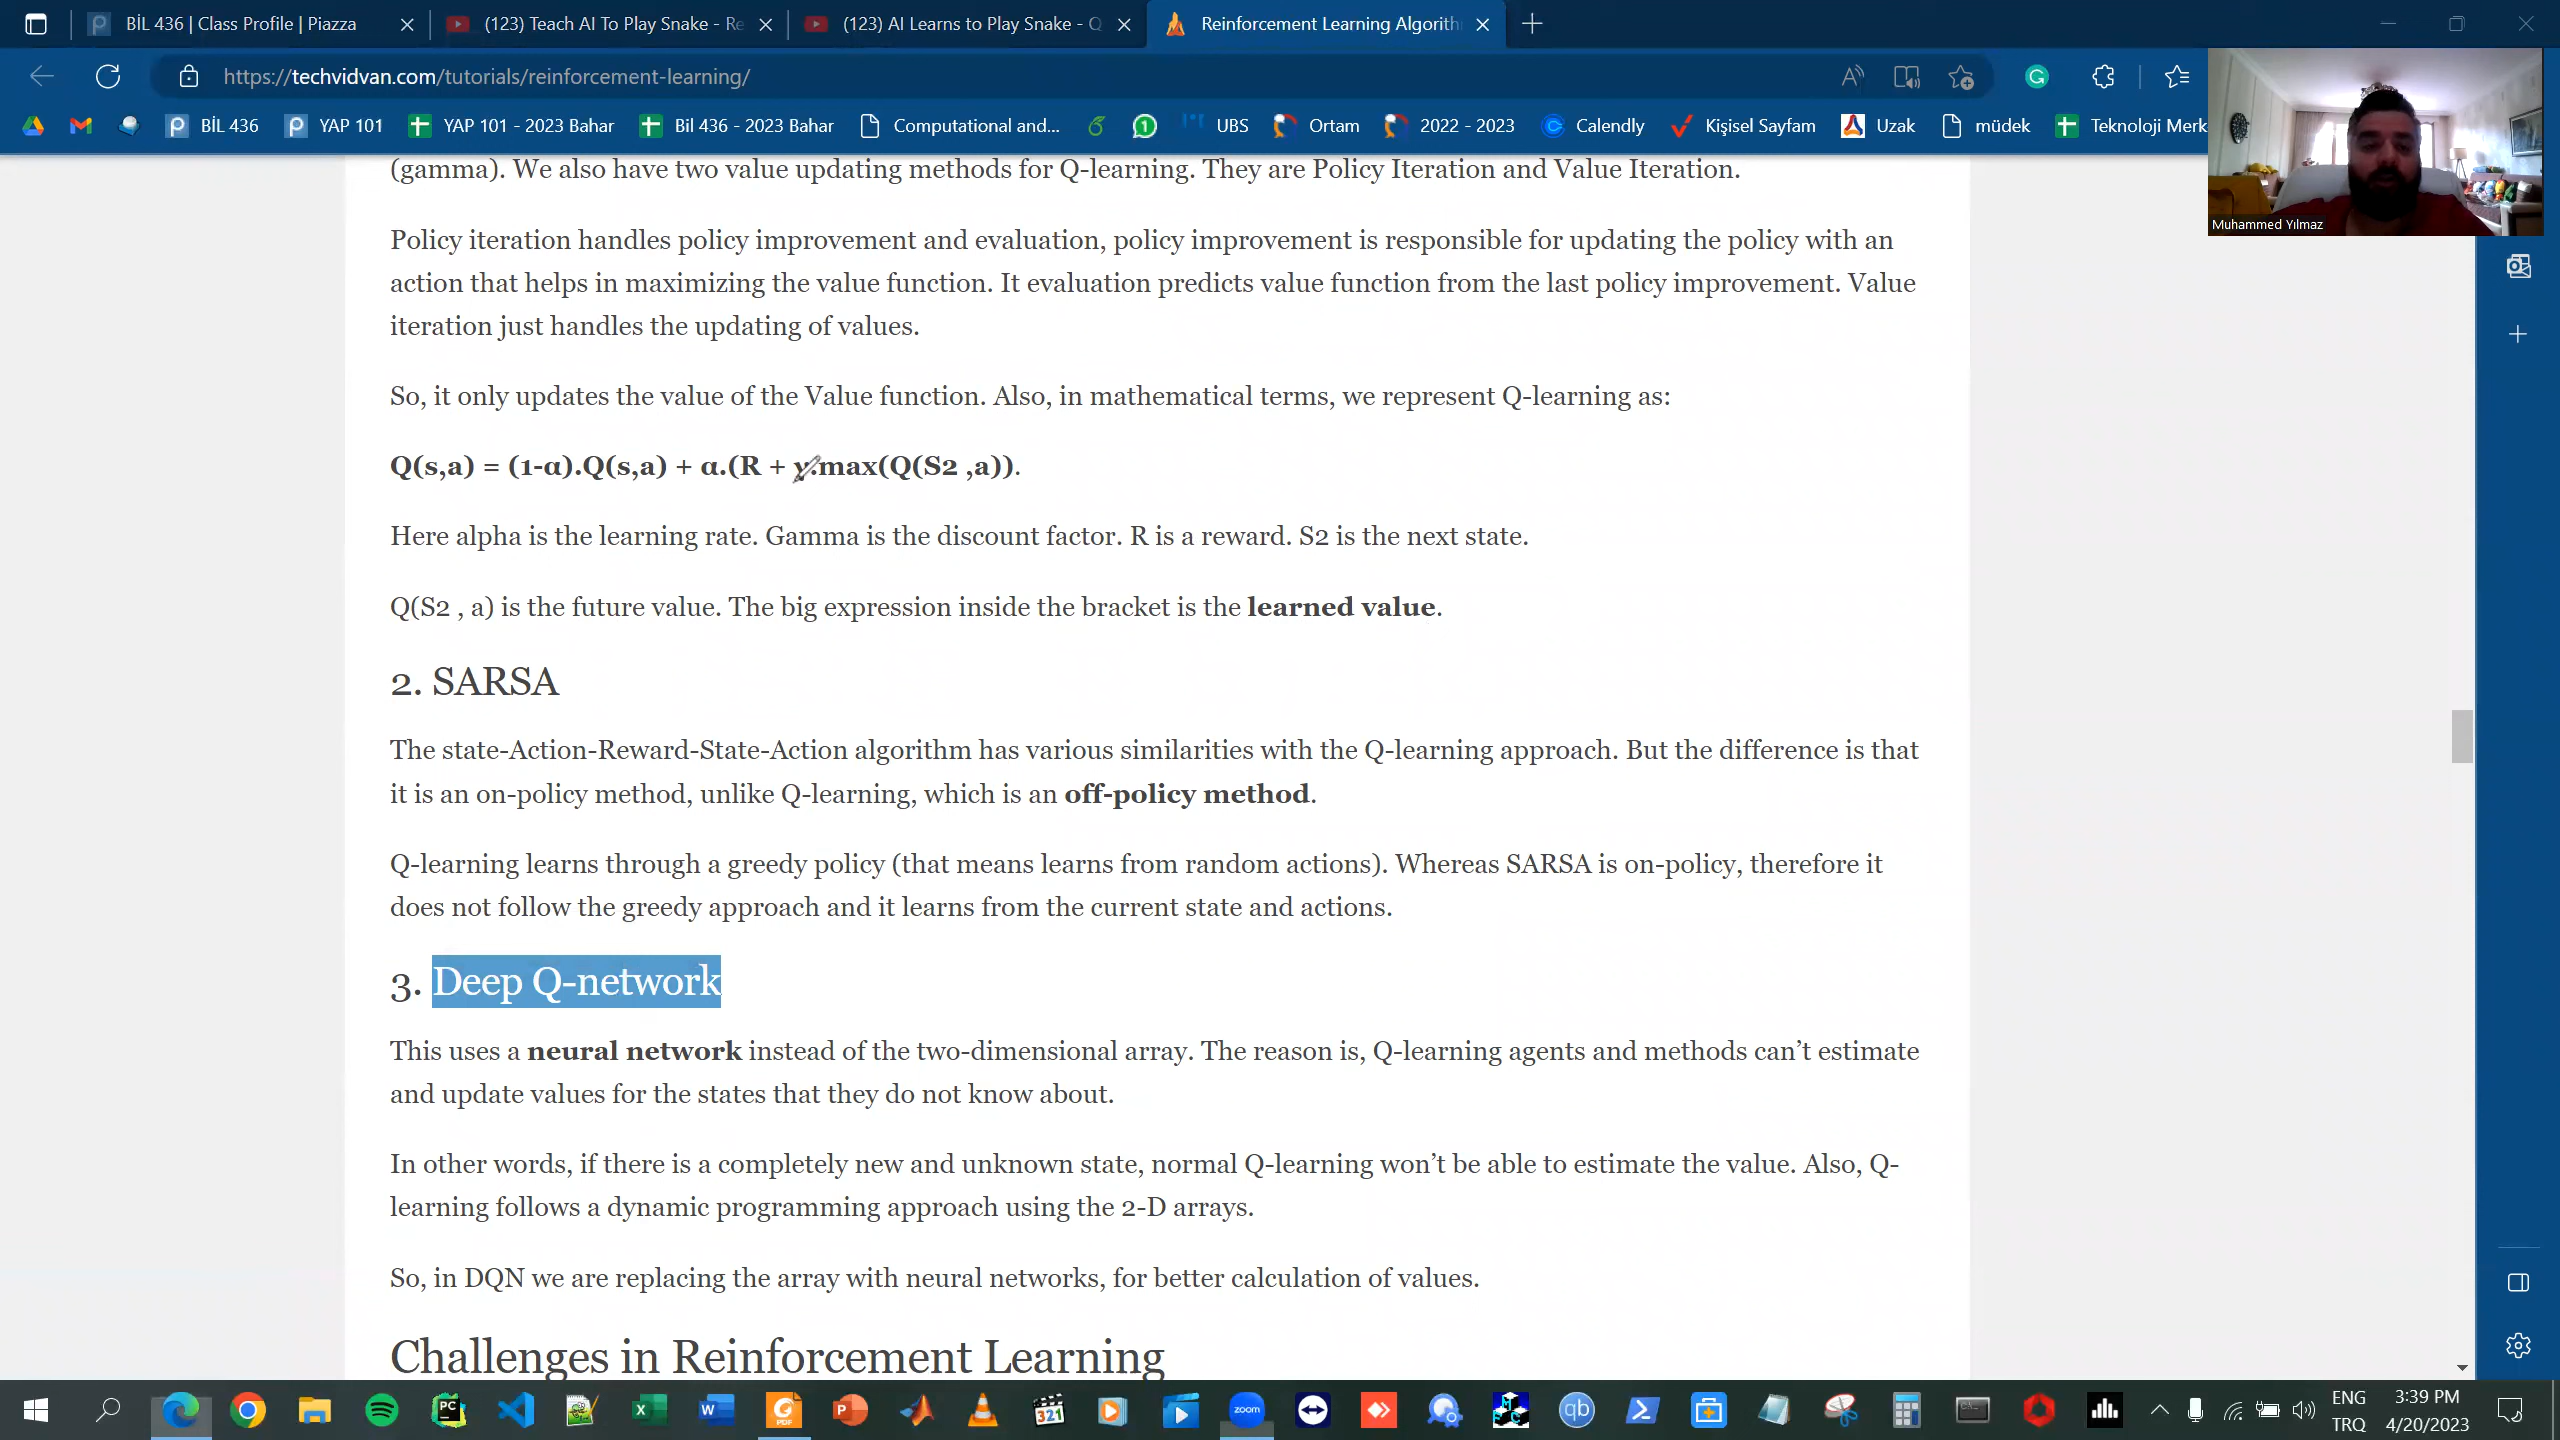 BİL 436 | Class Profile | Piazza
(123) Teach AI To Play Snake - Re
(123) AI Learns to Play Snake - Q
Reinforcement Learning Algorith
https://techvidvan.com/tutorials/reinforcement-learning/
BİL 436
YAP 101
YAP 101 - 2023 Bahar
Bil 436 - 2023 Bahar
Computational and...
UBS
Ortam
2022 - 2023
Calendly
Kişisel Sayfam
Uzak
müdek
Teknoloji Merk
Muhammed Yılmaz
(gamma). We also have two value updating methods for Q-learning. They are Policy Iteration and Value Iteration.
Policy iteration handles policy improvement and evaluation, policy improvement is responsible for updating the policy with an
action that helps in maximizing the value function. It evaluation predicts value function from the last policy improvement. Value
iteration just handles the updating of values.
So, it only updates the value of the Value function. Also, in mathematical terms, we represent Q-learning as:
Q(s,a) = (1-α).Q(s,a) + α.(R + γ.max(Q(S2 ,a)).
Here alpha is the learning rate. Gamma is the discount factor. R is a reward. S2 is the next state.
Q(S2 , a) is the future value. The big expression inside the bracket is the learned value.
2. SARSA
The state-Action-Reward-State-Action algorithm has various similarities with the Q-learning approach. But the difference is that
it is an on-policy method, unlike Q-learning, which is an off-policy method.
Q-learning learns through a greedy policy (that means learns from random actions). Whereas SARSA is on-policy, therefore it
does not follow the greedy approach and it learns from the current state and actions.
3. Deep Q-network
This uses a neural network instead of the two-dimensional array. The reason is, Q-learning agents and methods can't estimate
and update values for the states that they do not know about.
In other words, if there is a completely new and unknown state, normal Q-learning won't be able to estimate the value. Also, Q-
learning follows a dynamic programming approach using the 2-D arrays.
So, in DQN we are replacing the array with neural networks, for better calculation of values.
Challenges in Reinforcement Learning
zoom
ENG
TRQ
3:39 PM
4/20/2023